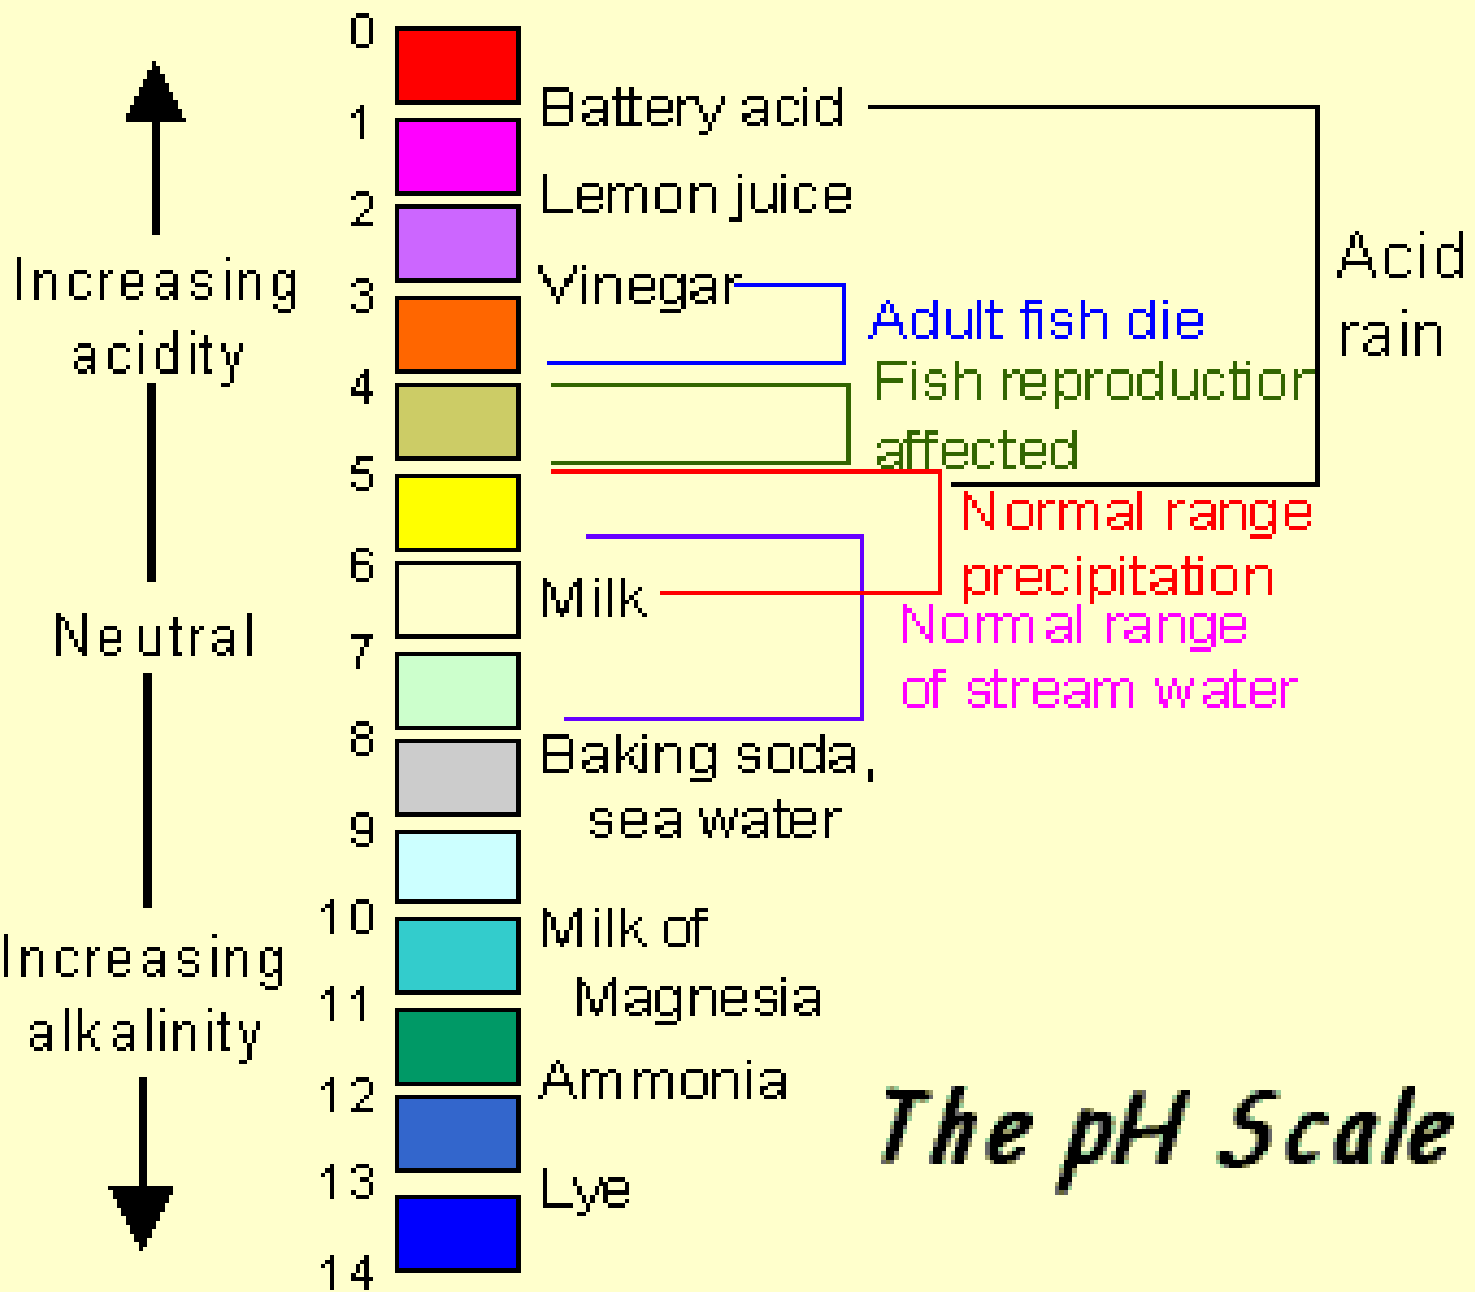 0
1
2
3
4
5
6
7
8
9
10
11
12
13
14
Increasing
acidity
Neutral
Increasing
alkalinity
Battery acid
Lemon juice
Vinegar
Milk
Baking soda,
sea water
Milk of
Magnesia
Ammonia
Lye
Adult fish die
Fish reproduction
affected
Normal range
precipitation
Normal range
of stream water
Acid
rain
The pH Scale